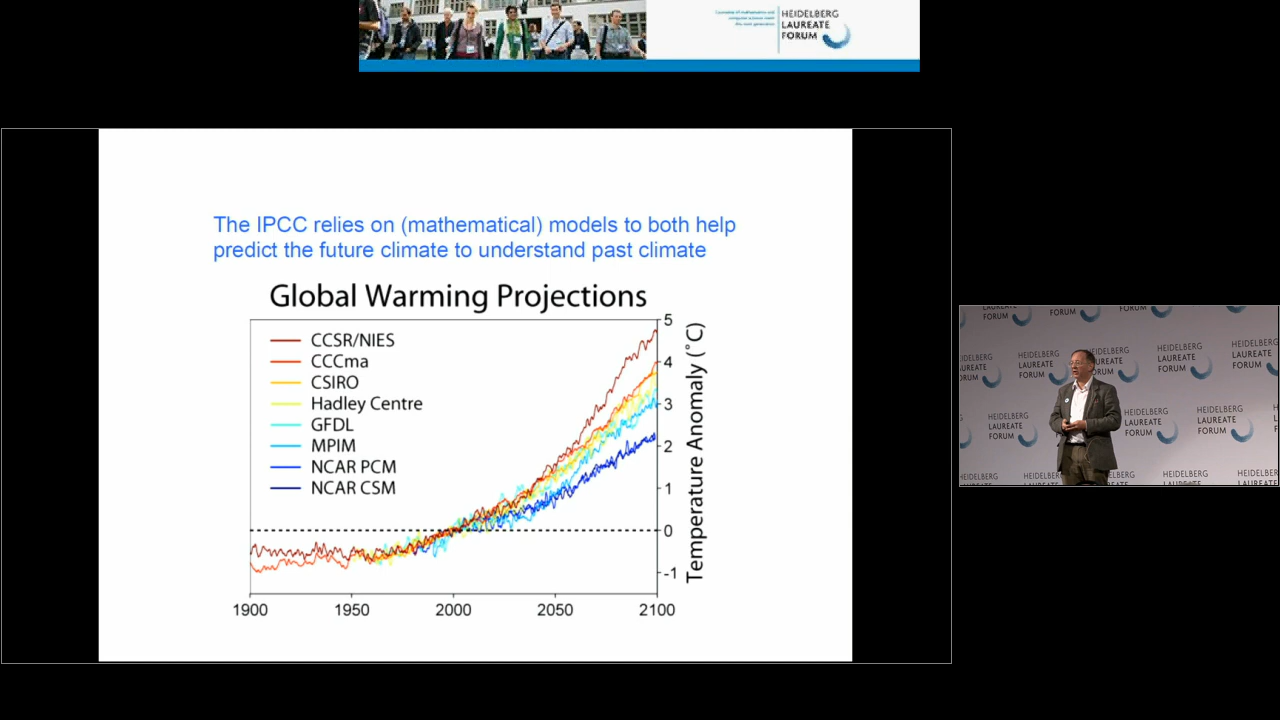 HEIDELBERG
LAUREATE
FORUM
The IPCC relies on (mathematical) models to both help
predict the future climate to understand past climate
Global Warming Projections
CCSR/NIES
CCCma
CSIRO
Hadley Centre
GFDL
MPIM
NCAR PCM
NCAR CSM
5
4
3
2
1
0
-1
Temperature Anomaly (˚C)
1900 1950 2000 2050 2100
HEIDELBERG
LAUREATE
FORUM